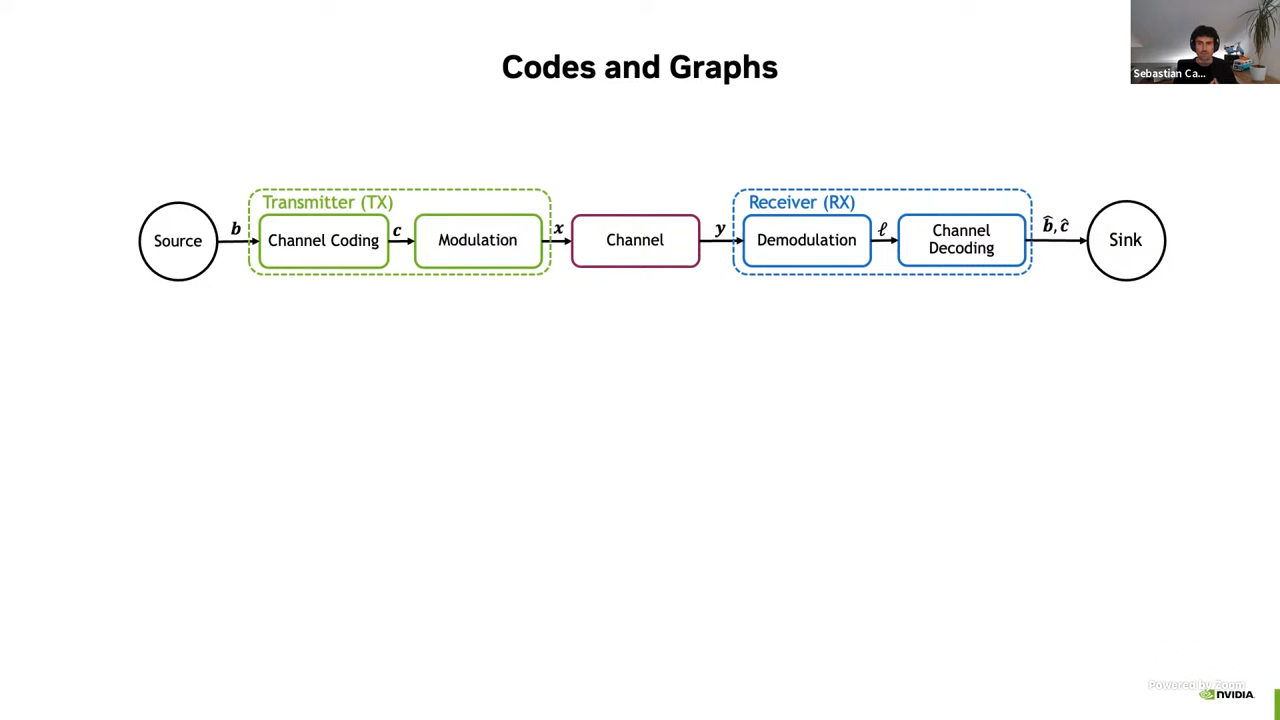 Codes and Graphs
Sebastian Ca...
Transmitter (TX)
Receiver (RX)
Source
b
Channel Coding
c
Modulation
x
Channel
y
Demodulation
ℓ
Channel
Decoding
b̂, ĉ
Sink
Powered by Zoom
NVIDIA.